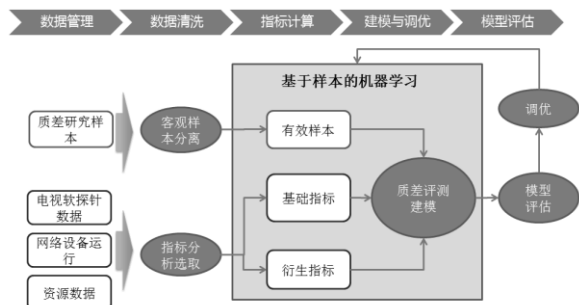 数据管理
数据清洗
指标计算
建模与调优
模型评估
基于样本的机器学习
质差研究样
本
客观样
本分离
有效样本
调优
电视软探针
数据
网络设备运
行
资源数据
指标分
析选取
基础指标
衍生指标
质差评测
建模
模型
评估